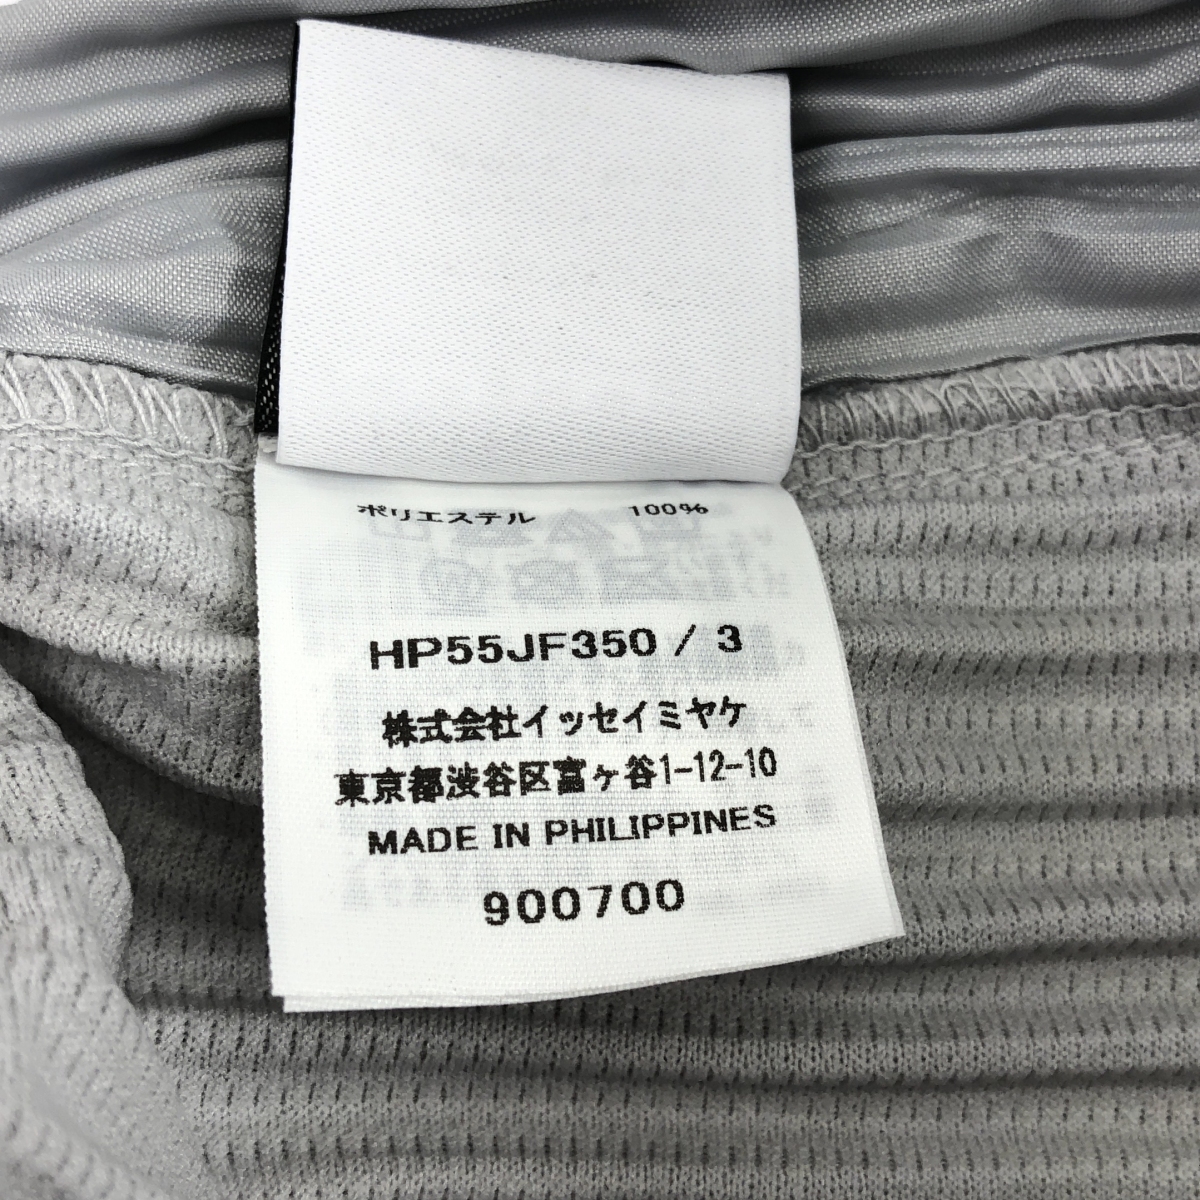 ポリエステル 100%
HP55JF350 / 3
株式会社イッセイミヤケ
東京都渋谷区富ヶ谷1-12-10
MADE IN PHILIPPINES
900700